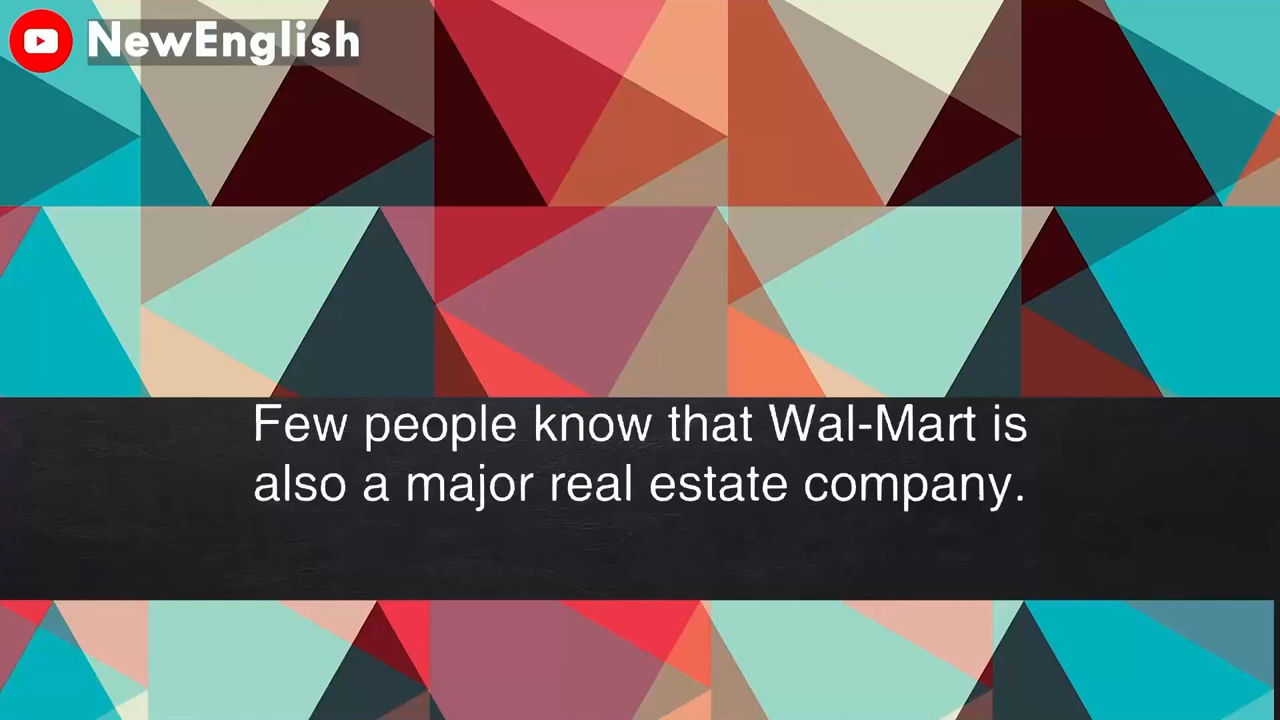 NewEnglish
Few people know that Wal-Mart is
also a major real estate company.